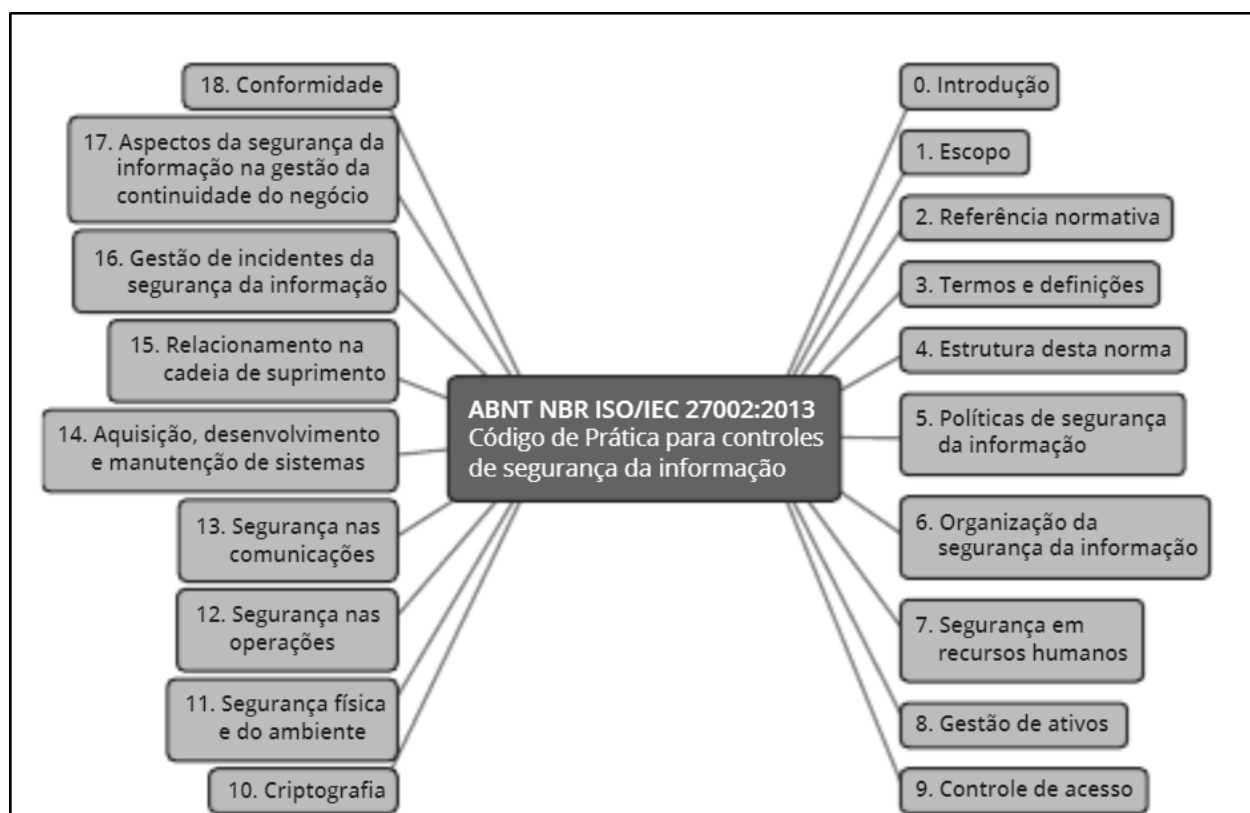 ABNT NBR ISO/IEC 27002:2013
Código de Prática para controles
de segurança da informação
0. Introdução
1. Escopo
2. Referência normativa
3. Termos e definições
4. Estrutura desta norma
5. Políticas de segurança
da informação
6. Organização da
segurança da informação
7. Segurança em
recursos humanos
8. Gestão de ativos
9. Controle de acesso
10. Criptografia
11. Segurança física
e do ambiente
12. Segurança nas
operações
13. Segurança nas
comunicações
14. Aquisição, desenvolvimento
e manutenção de sistemas
15. Relacionamento na
cadeia de suprimento
16. Gestão de incidentes da
segurança da informação
17. Aspectos da segurança da
informação na gestão da
continuidade do negócio
18. Conformidade